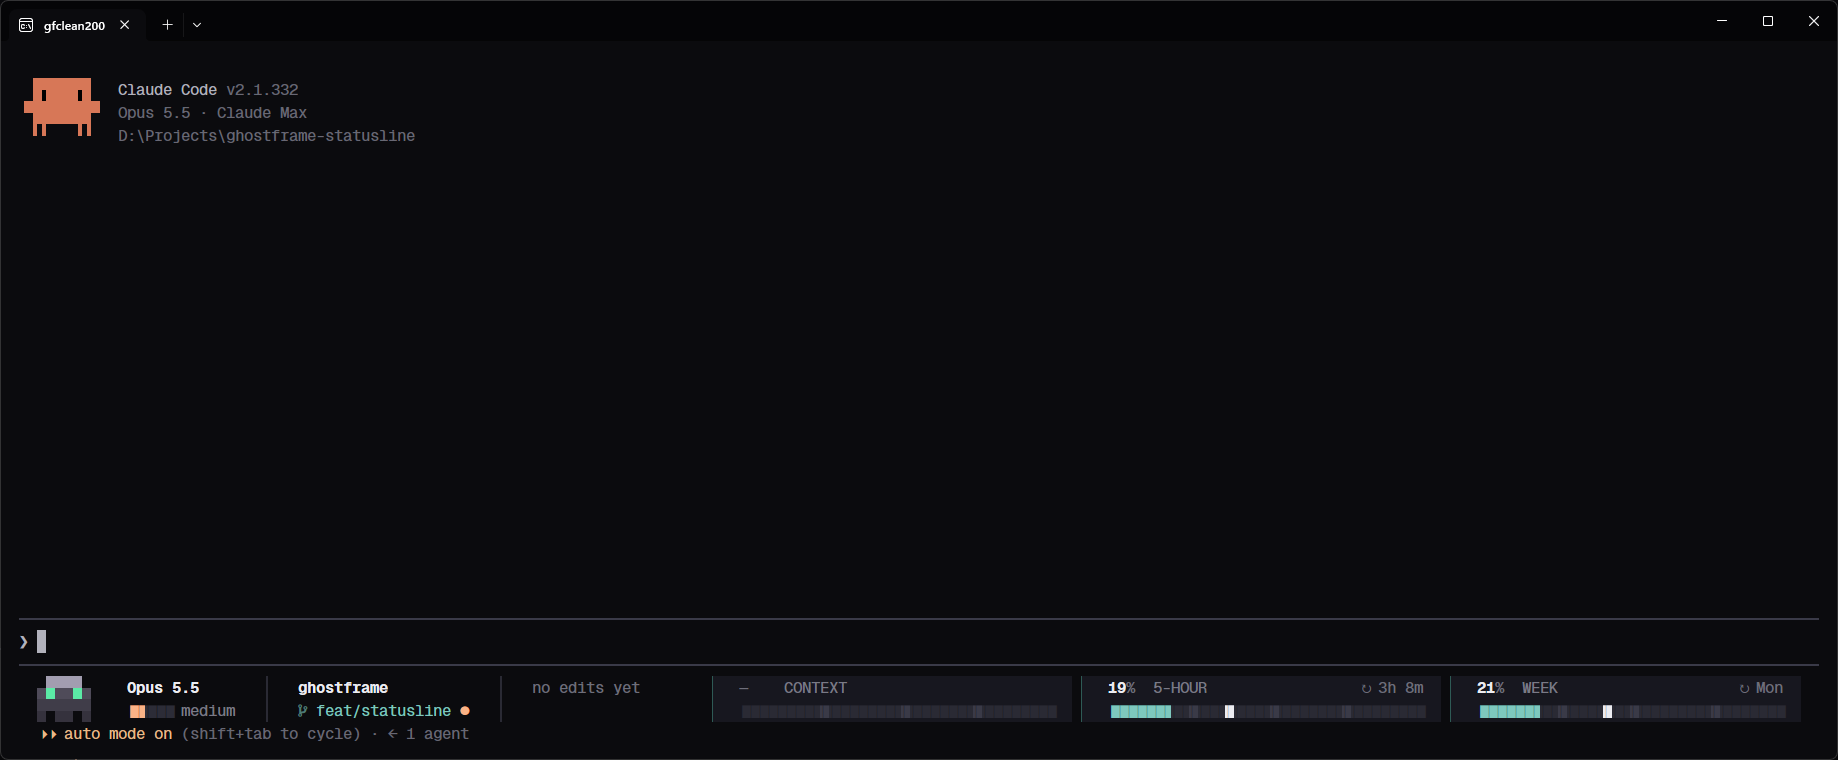 gfclean200
Claude Code v2.1.332
Opus 5.5 · Claude Max
D:\Projects\ghostframe-statusline
❯
Opus 5.5 ghostframe no edits yet — CONTEXT 19% 5-HOUR ↻ 3h 8m 21% WEEK ↻ Mon
medium feat/statusline ●
auto mode on (shift+tab to cycle) · ← 1 agent